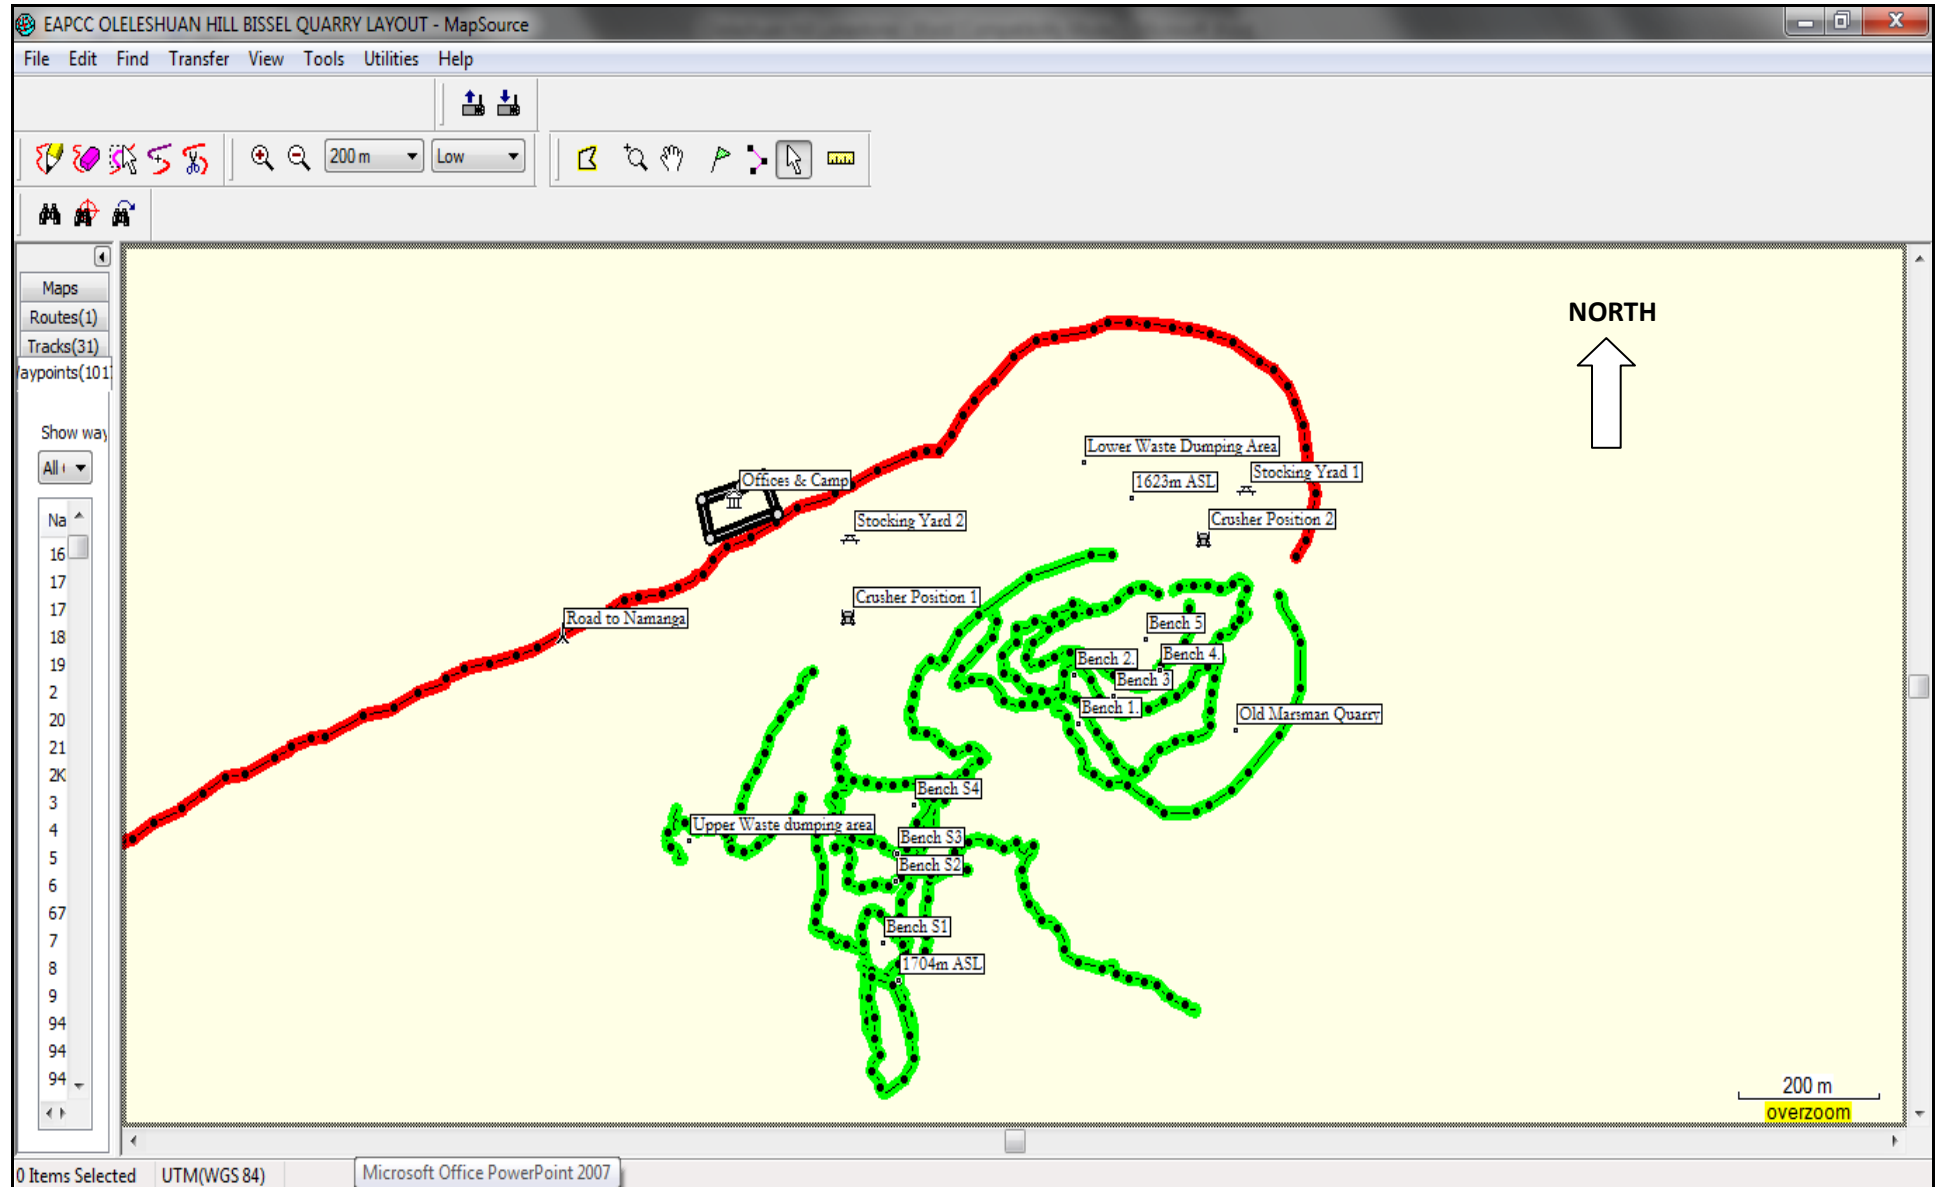 EAPCC OLELESHUAN HILL BISSEL QUARRY LAYOUT - MapSource
File Edit Find Transfer View Tools Utilities Help
200 m Low
Maps
Routes(1)
Tracks(31)
aypoints(101
Show way
All
Na
16
17
17
18
19
2
20
21
2K
3
4
5
6
67
7
8
9
94
94
94
NORTH
Lower Waste Dumping Area
Stocking Yrad 1
1623m ASL
Offices & Camp
Crusher Position 2
Stocking Yard 2
Crusher Position 1
Road to Namanga
Bench 5
Bench 4.
Bench 2.
Bench 3
Bench 1.
Old Marsman Quarry
Bench S4
Upper Waste dumping area
Bench S3
Bench S2
Bench S1
1704m ASL
200 m
overzoom
0 Items Selected UTM(WGS 84) Microsoft Office PowerPoint 2007